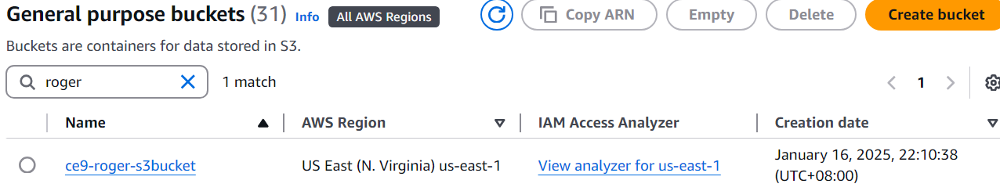 General purpose buckets (31) Info All AWS Regions Copy ARN Empty Delete Create bucket
Buckets are containers for data stored in S3.
roger 1 match 1
Name AWS Region IAM Access Analyzer Creation date
ce9-roger-s3bucket US East (N. Virginia) us-east-1 View analyzer for us-east-1 January 16, 2025, 22:10:38
(UTC+08:00)